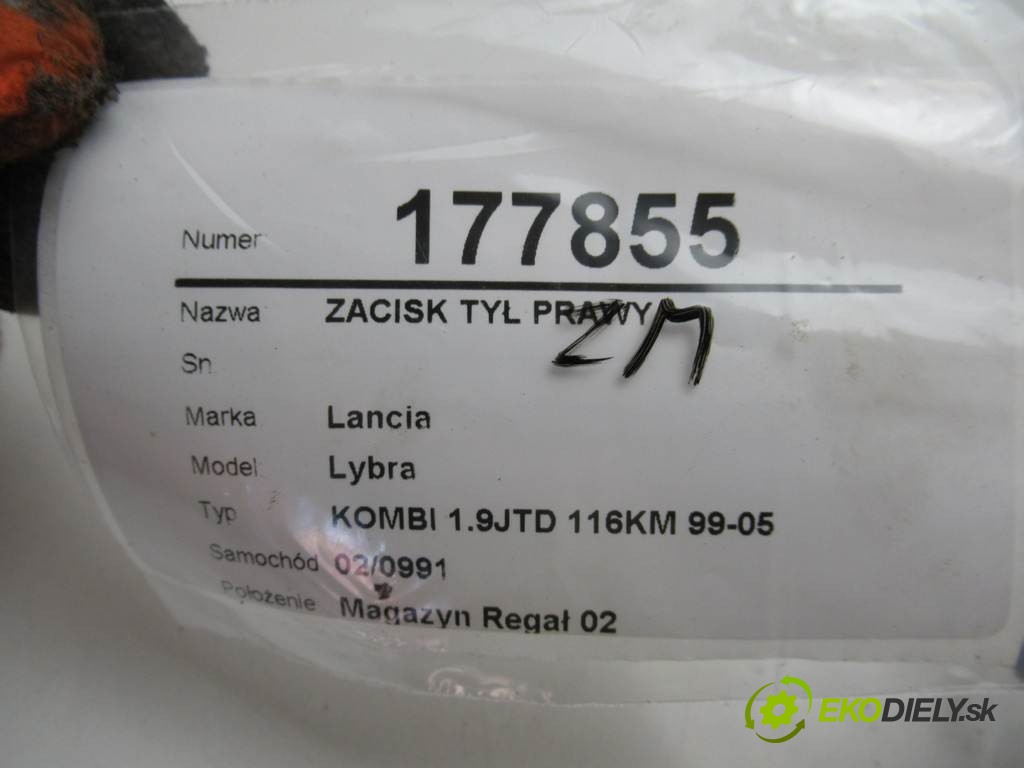 Numer 177855
Nazwa ZACISK TYŁ PRAWY
ZM
Sn
Marka Lancia
Model Lybra
Typ KOMBI 1.9JTD 116KM 99-05
Samochód 02/0991
Położenie Magazyn Regał 02
EKODIELY.sk